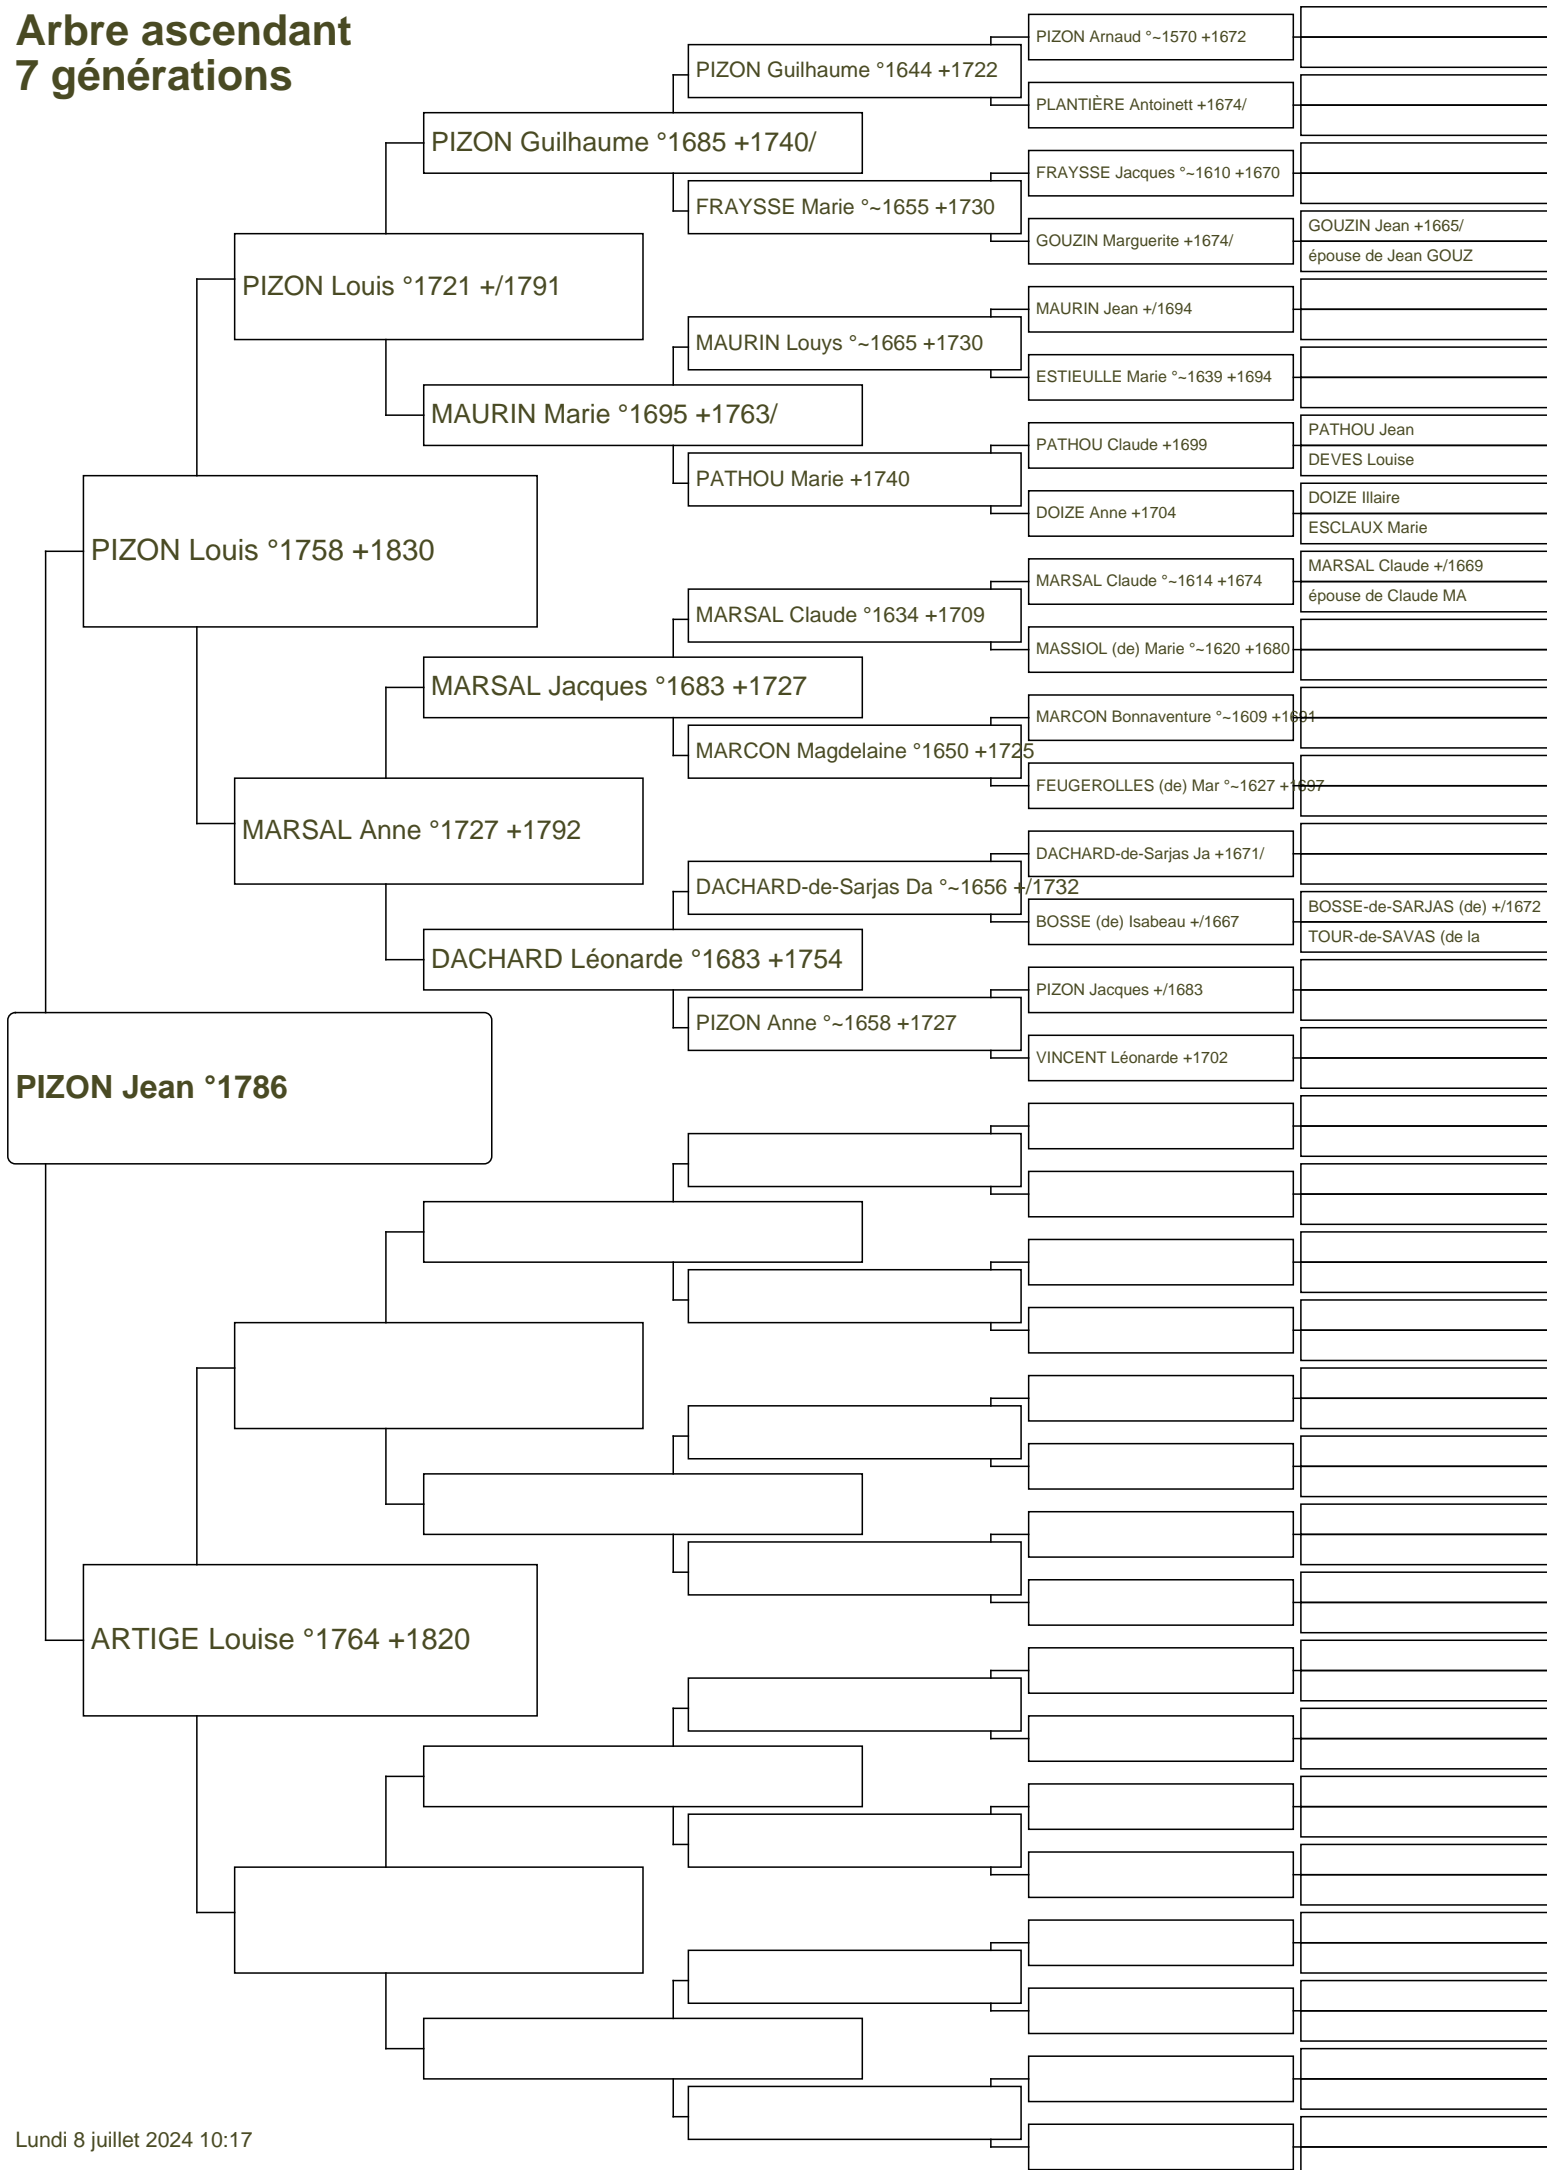 Arbre ascendant
7 générations
PIZON Jean °1786
PIZON Louis °1758 +1830
ARTIGE Louise °1764 +1820
PIZON Louis °1721 +/1791
MARSAL Anne °1727 +1792
PIZON Guilhaume °1685 +1740/
MAURIN Marie °1695 +1763/
MARSAL Jacques °1683 +1727
DACHARD Léonarde °1683 +1754
PIZON Guilhaume °1644 +1722
FRAYSSE Marie °~1655 +1730
MAURIN Louys °~1665 +1730
PATHOU Marie +1740
MARSAL Claude °1634 +1709
MARCON Magdelaine °1650 +1725
DACHARD-de-Sarjas Da °~1656 +/1732
PIZON Anne °~1658 +1727
PIZON Arnaud °~1570 +1672
PLANTIÈRE Antoinett +1674/
FRAYSSE Jacques °~1610 +1670
GOUZIN Marguerite +1674/
MAURIN Jean +/1694
ESTIEULLE Marie °~1639 +1694
PATHOU Claude +1699
DOIZE Anne +1704
MARSAL Claude °~1614 +1674
MASSIOL (de) Marie °~1620 +1680
MARCON Bonnaventure °~1609 +1691
FEUGEROLLES (de) Mar °~1627 +1697
DACHARD-de-Sarjas Ja +1671/
BOSSE (de) Isabeau +/1667
PIZON Jacques +/1683
VINCENT Léonarde +1702
GOUZIN Jean +1665/
épouse de Jean GOUZ
PATHOU Jean
DEVES Louise
DOIZE Illaire
ESCLAUX Marie
MARSAL Claude +/1669
épouse de Claude MA
BOSSE-de-SARJAS (de) +/1672
TOUR-de-SAVAS (de la
Lundi 8 juillet 2024 10:17